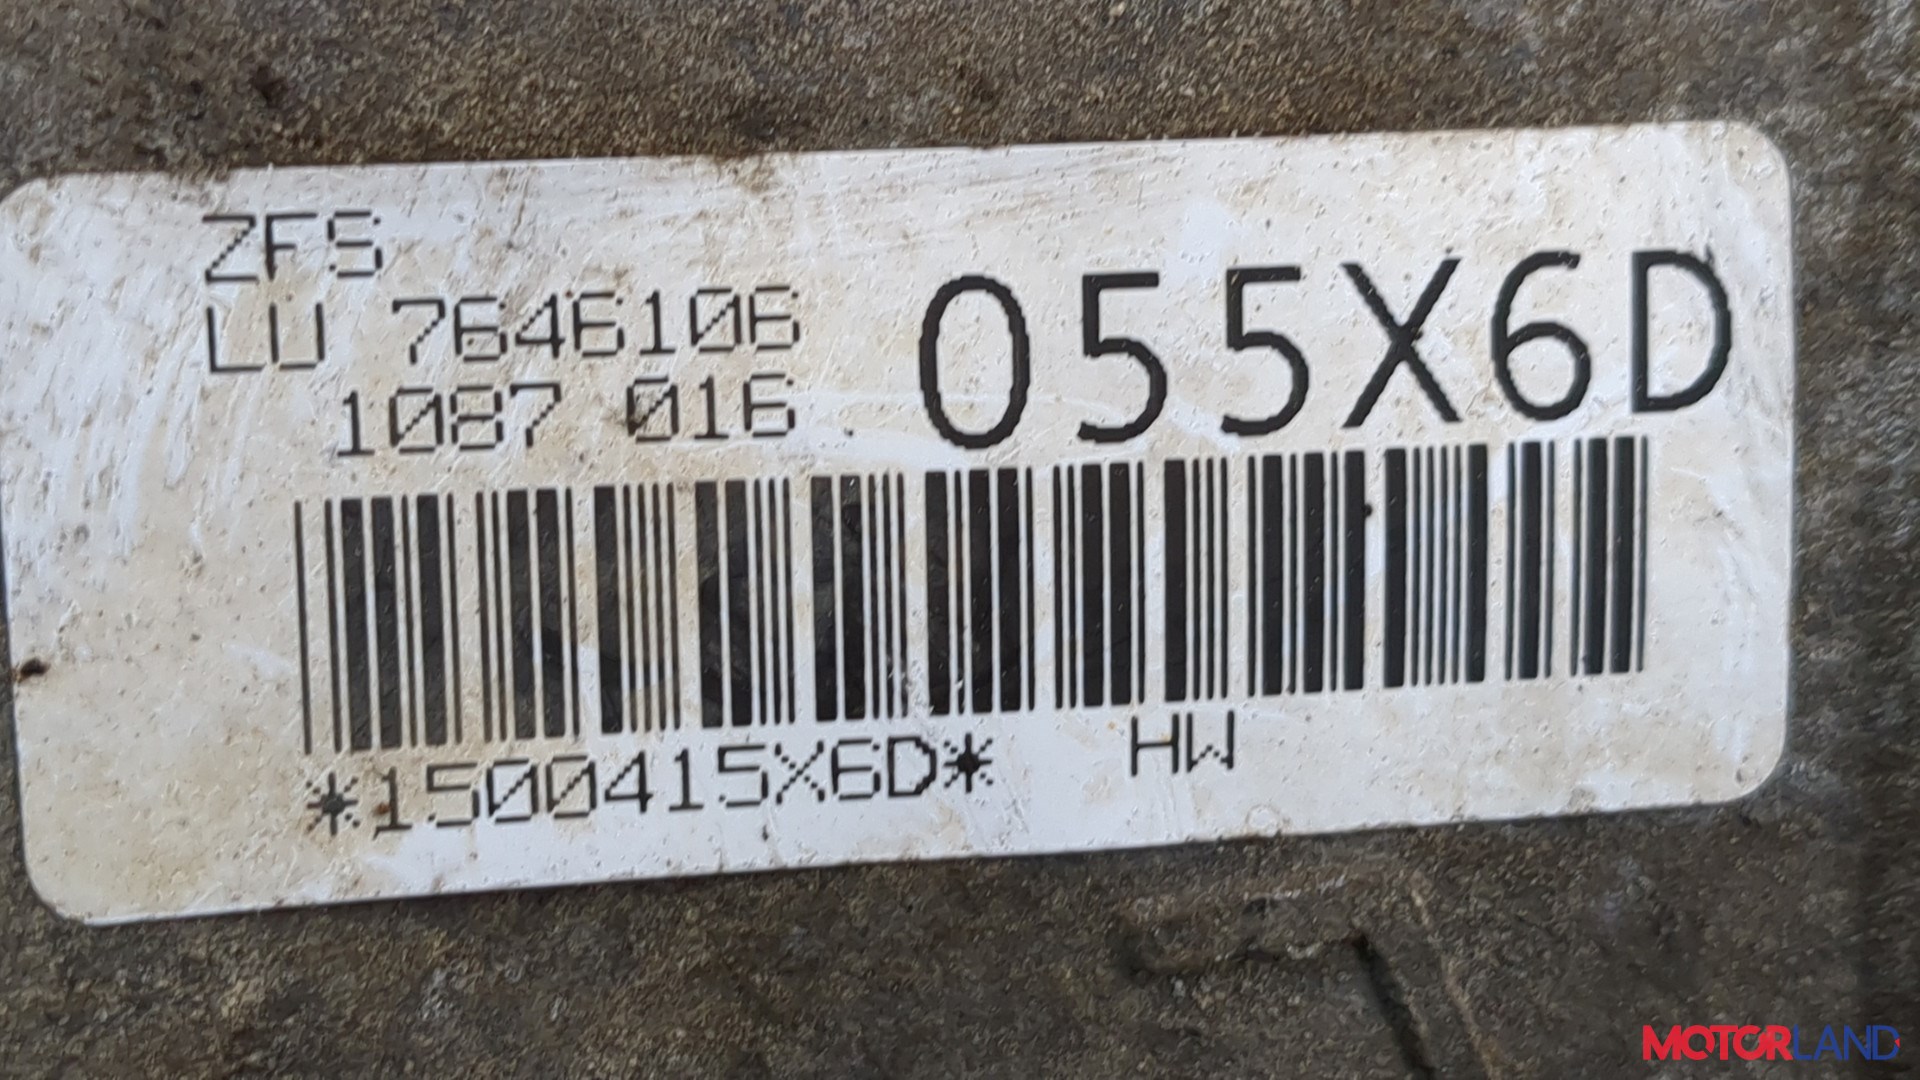 ZFS
LU 7646106
1087 016
055X6D
*1500415X6D*
HW
MOTORLAND